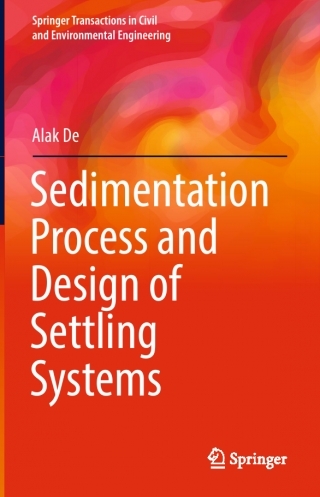 Springer Transactions in Civil
and Environmental Engineering
Alak De
Sedimentation
Process and
Design of
Settling
Systems
Springer